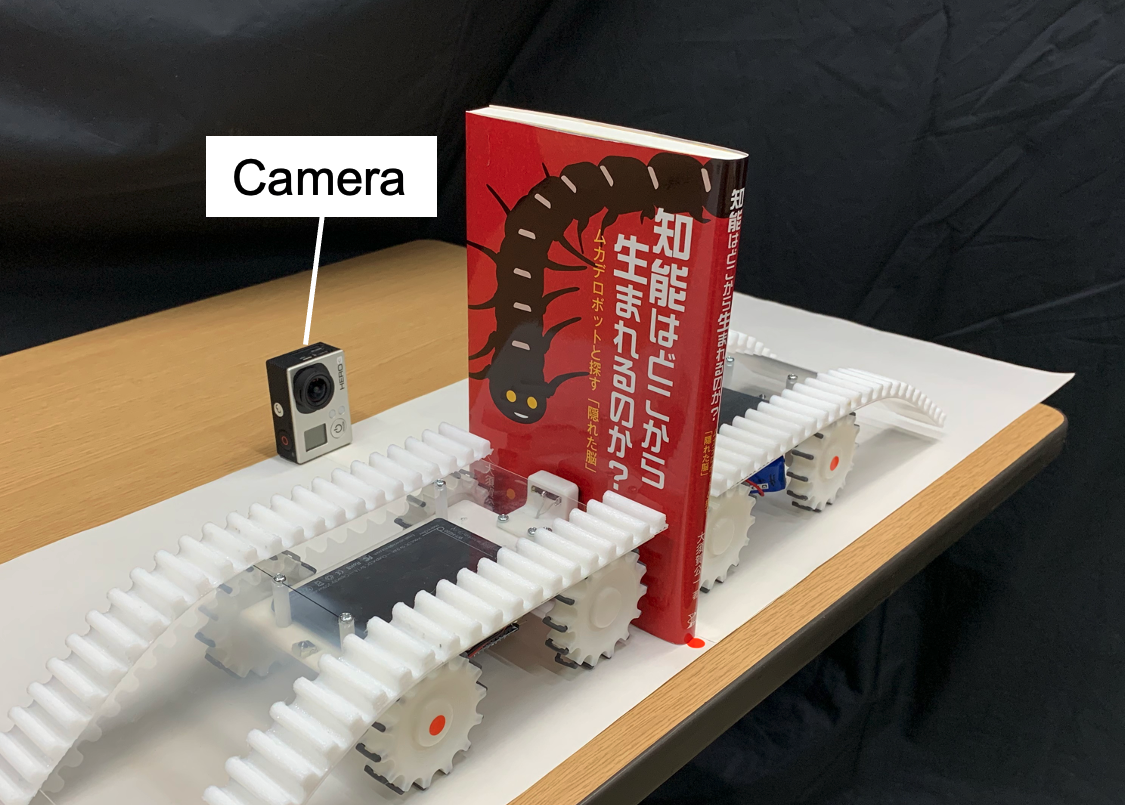 Camera
HERO
知能はどこから
生まれるのか？
ムカデロボットと探す「隠れた脳」
知能はどこから生まれるのか？
「隠れた脳」
大須賀公一